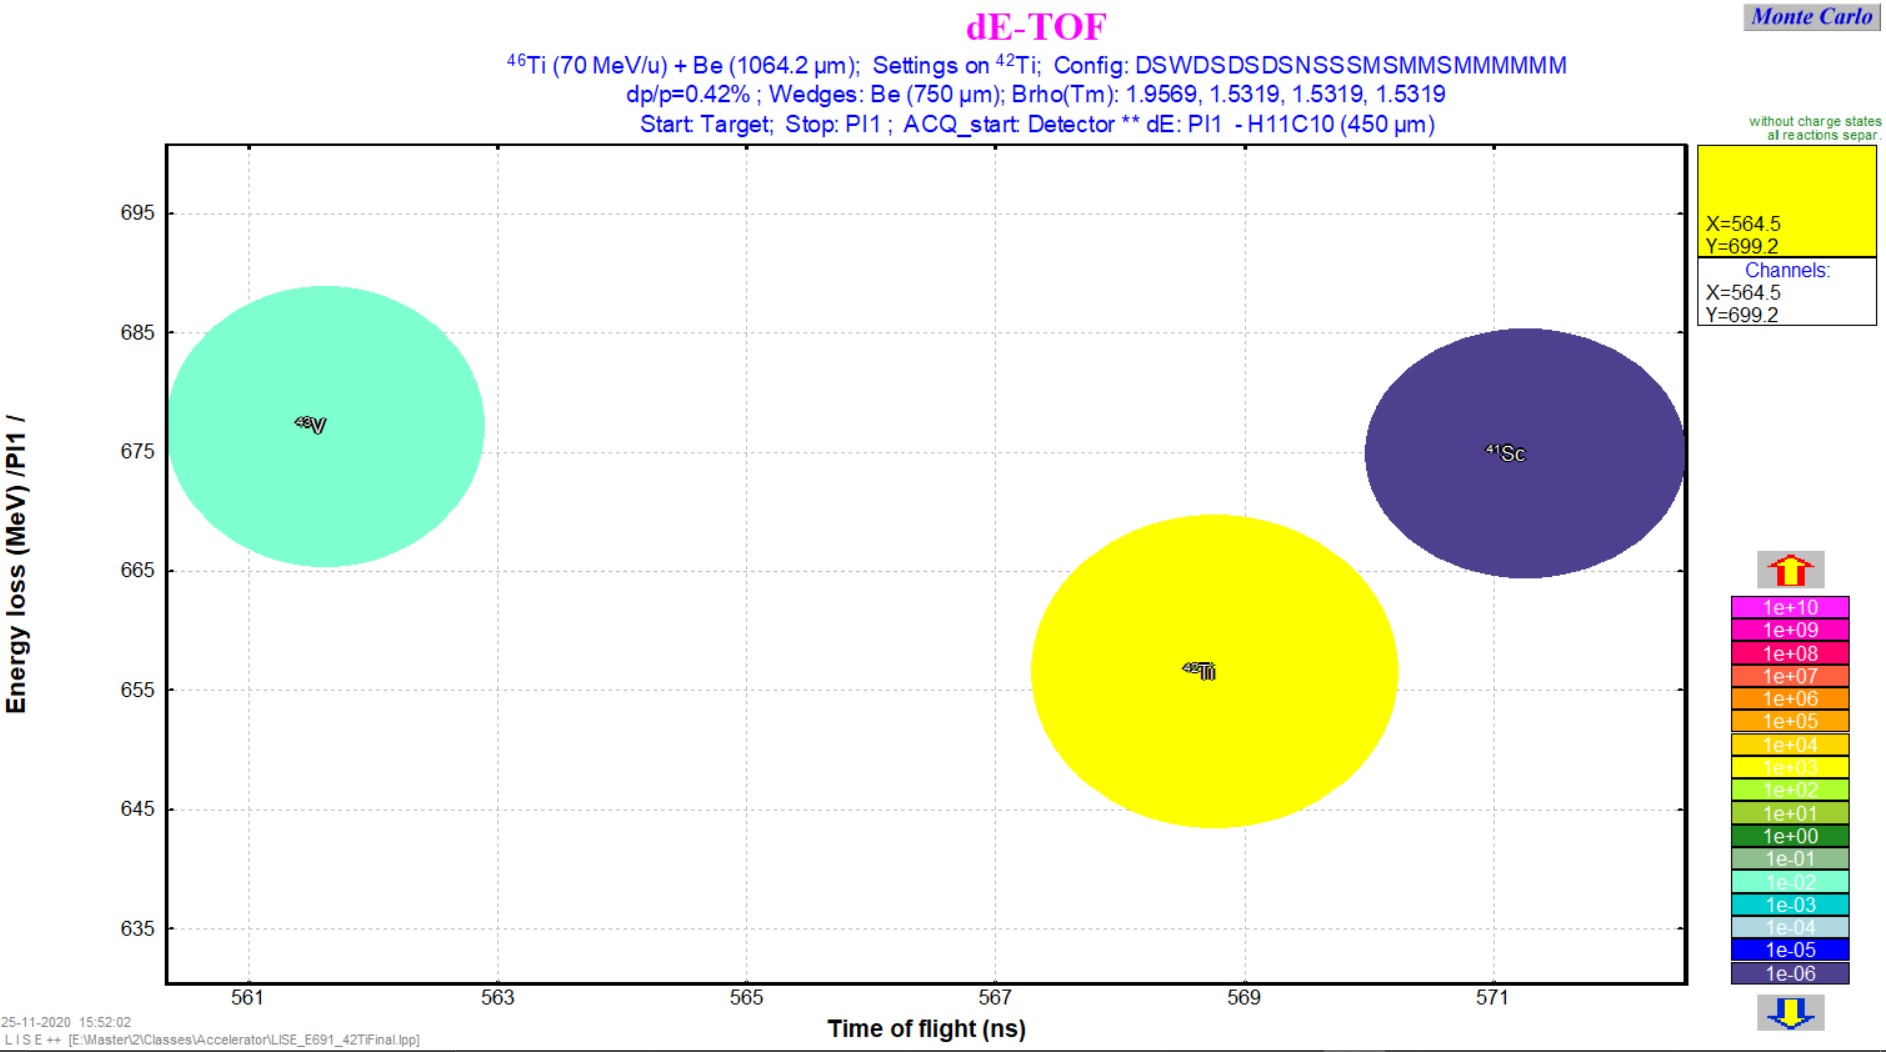 dE-TOF
Monte Carlo
⁴⁶Ti (70 MeV/u) + Be (1064.2 µm); Settings on ⁴²Ti; Config: DSWDSDSDSNSSSMSMMSMMMMMM
dp/p=0.42% ; Wedges: Be (750 µm); Brho(Tm): 1.9569, 1.5319, 1.5319, 1.5319
Start: Target; Stop: PI1 ; ACQ_start: Detector ** dE: PI1 - H11C10 (450 µm)
without charge states
all reactions separ.
X=564.5
Y=699.2
Channels:
X=564.5
Y=699.2
695
685
675
665
655
645
635
Energy loss (MeV) /PI1 /
⁴³V
⁴²Ti
⁴¹Sc
1e+10
1e+09
1e+08
1e+07
1e+06
1e+05
1e+04
1e+03
1e+02
1e+01
1e+00
1e-01
1e-02
1e-03
1e-04
1e-05
1e-06
561
563
565
567
569
571
Time of flight (ns)
25-11-2020 15:52:02
L I S E ++ [E:\Master\2\Classes\Accelerator\LISE_E691_42TiFinal.lpp]